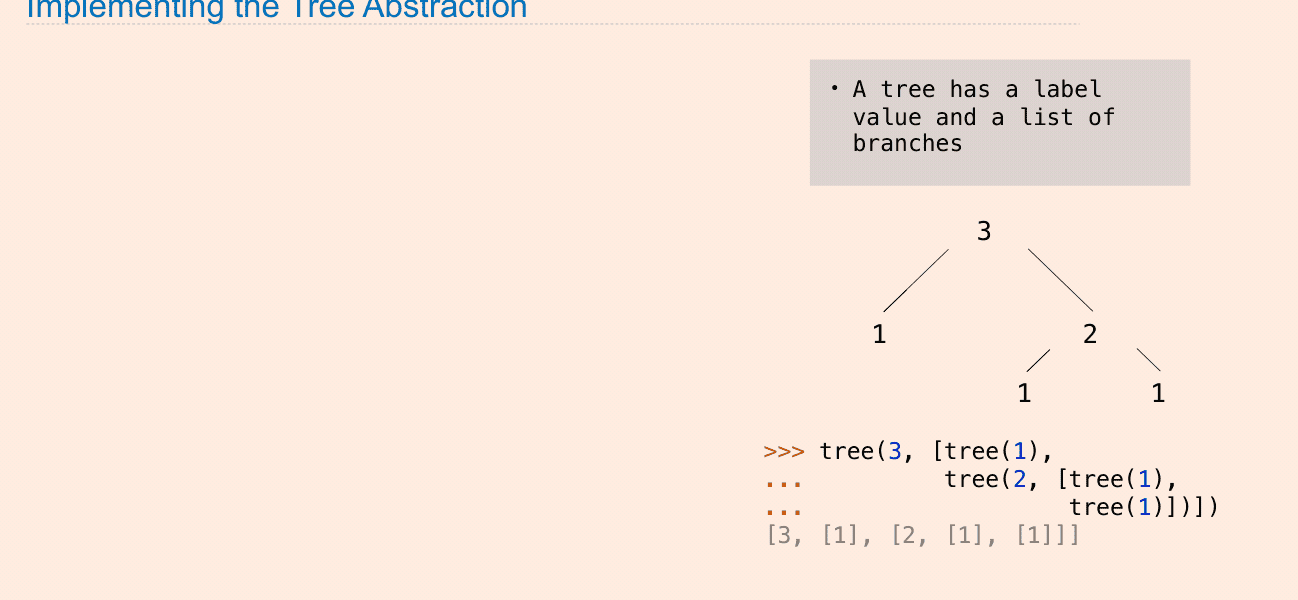 Implementing the Tree Abstraction
• A tree has a label
value and a list of
branches
3
1 2
1 1
>>> tree(3, [tree(1),
...          tree(2, [tree(1),
...                   tree(1)])])
[3, [1], [2, [1], [1]]]